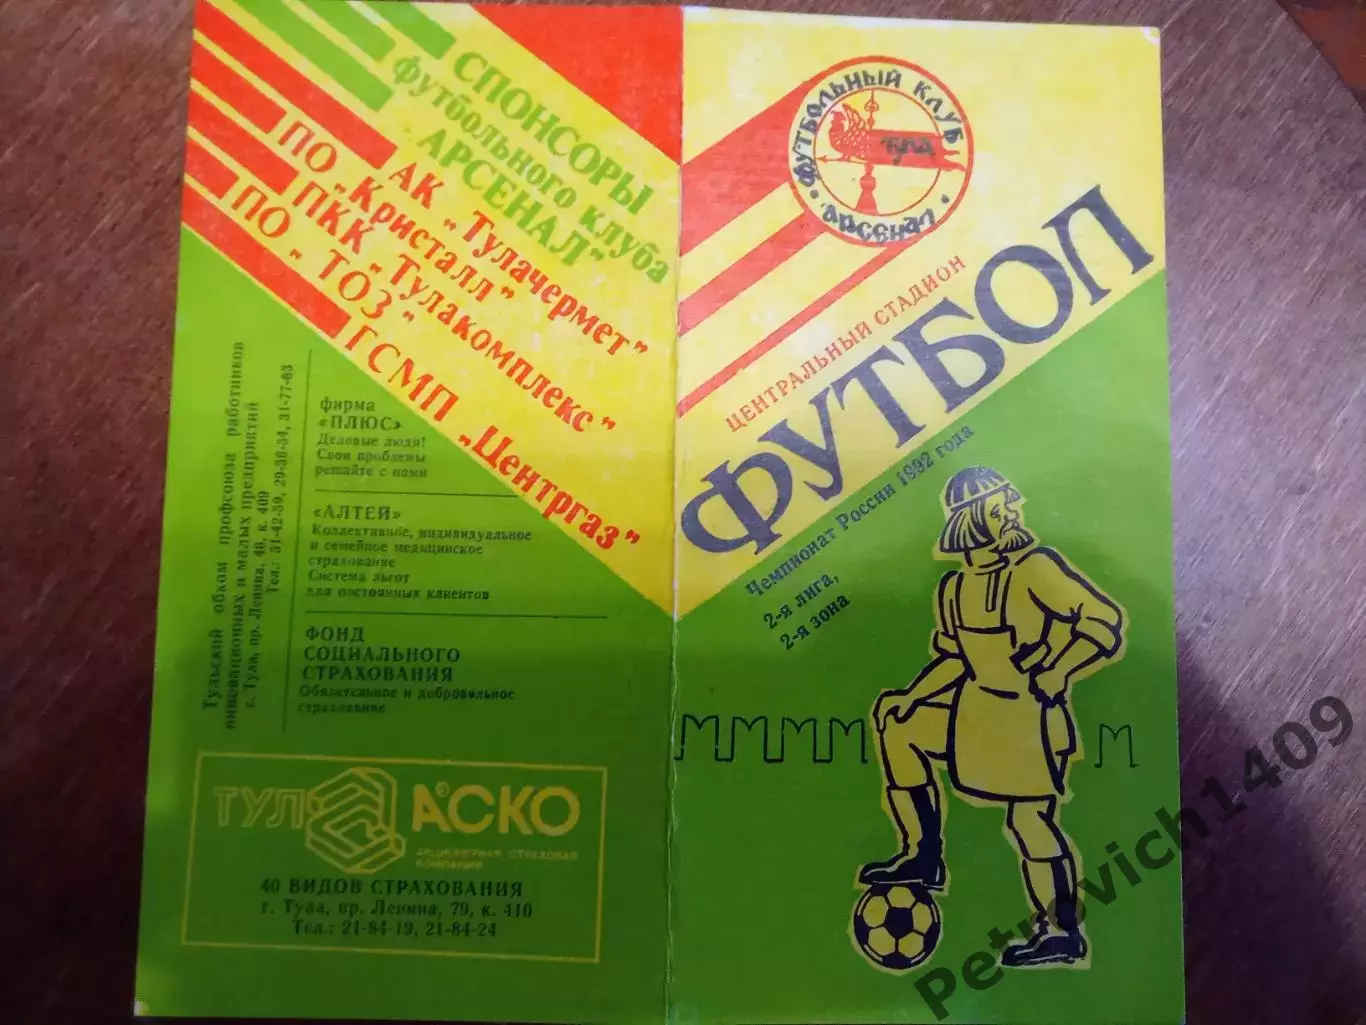 СПОНСОРЫ
футбольного клуба
АРСЕНАЛ"
АК „Тулачермет"
ПО „Кристалл"
ПКК „Тулакомплекс"
ПО „ТОЗ"
ГСМП „Центргаз"
Тульский обком профсоюза работников
инновационных и малых предприятий
г. Тула, пр. Ленина, 46, к. 409
Тел.: 31-42-39, 29-36-34, 31-77-63
фирма
«ПЛЮС»
Деловые люди!
Свои проблемы
решайте с нами
«АЛТЕЙ»
Коллективное, индивидуальное
и семейное медицинское
страхование
Система льгот
для постоянных клиентов
ФОНД
СОЦИАЛЬНОГО
СТРАХОВАНИЯ
Обязательное и добровольное
страхование
ТУЛ АСКО
АКЦИОНЕРНАЯ СТРАХОВАЯ
КОМПАНИЯ
40 ВИДОВ СТРАХОВАНИЯ
г. Тула, пр. Ленина, 79, к. 410
Тел.: 21-84-19, 21-84-24
ФУТБОЛЬНЫЙ КЛУБ
ТУЛА
• АРСЕНАЛ •
ЦЕНТРАЛЬНЫЙ СТАДИОН
ФУТБОЛ
Чемпионат России 1992 года
2-я лига,
2-я зона
Petrovich1409